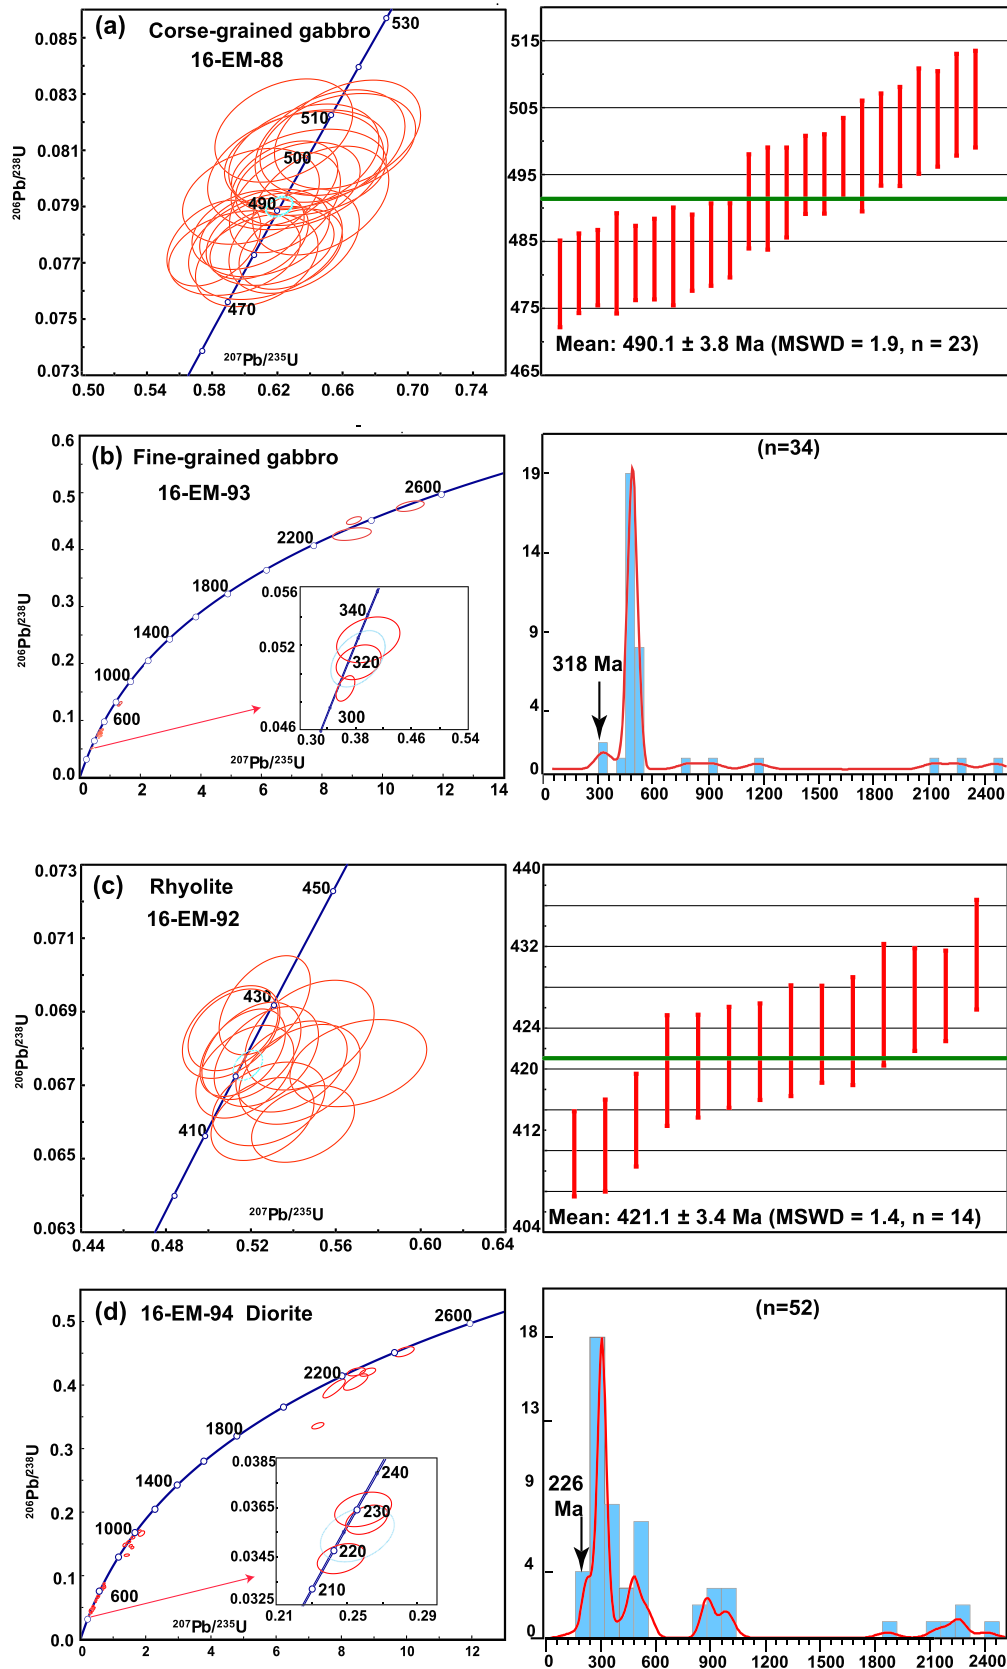 (a) Corse-grained gabbro
16-EM-88
0.085
0.083
0.081
0.079
0.077
0.075
0.073
206Pb/238U
530
510
500
490
470
207Pb/235U
0.50 0.54 0.58 0.62 0.66 0.70 0.74
515
505
495
485
475
465
Mean: 490.1 ± 3.8 Ma (MSWD = 1.9, n = 23)
(b) Fine-grained gabbro
16-EM-93
0.6
0.5
0.4
0.3
0.2
0.1
0.0
206Pb/238U
2600
2200
1800
1400
1000
600
0.056
0.052
0.046
340
320
300
0.30 0.38 0.46 0.54
207Pb/235U
0 2 4 6 8 10 12 14
(n=34)
19
14
9
4
0
318 Ma
0 300 600 900 1200 1500 1800 2100 2400
(c) Rhyolite
16-EM-92
0.073
0.071
0.069
0.067
0.065
0.063
206Pb/238U
450
430
410
207Pb/235U
0.44 0.48 0.52 0.56 0.60 0.64
440
432
424
420
412
404
Mean: 421.1 ± 3.4 Ma (MSWD = 1.4, n = 14)
(d) 16-EM-94 Diorite
0.5
0.4
0.3
0.2
0.1
0.0
206Pb/238U
2600
2200
1800
1400
1000
600
0.0385
0.0365
0.0345
0.0325
240
230
220
210
0.21 0.25 0.29
207Pb/235U
0 2 4 6 8 10 12
(n=52)
18
13
9
4
0
226
Ma
0 300 600 900 1200 1500 1800 2100 2400